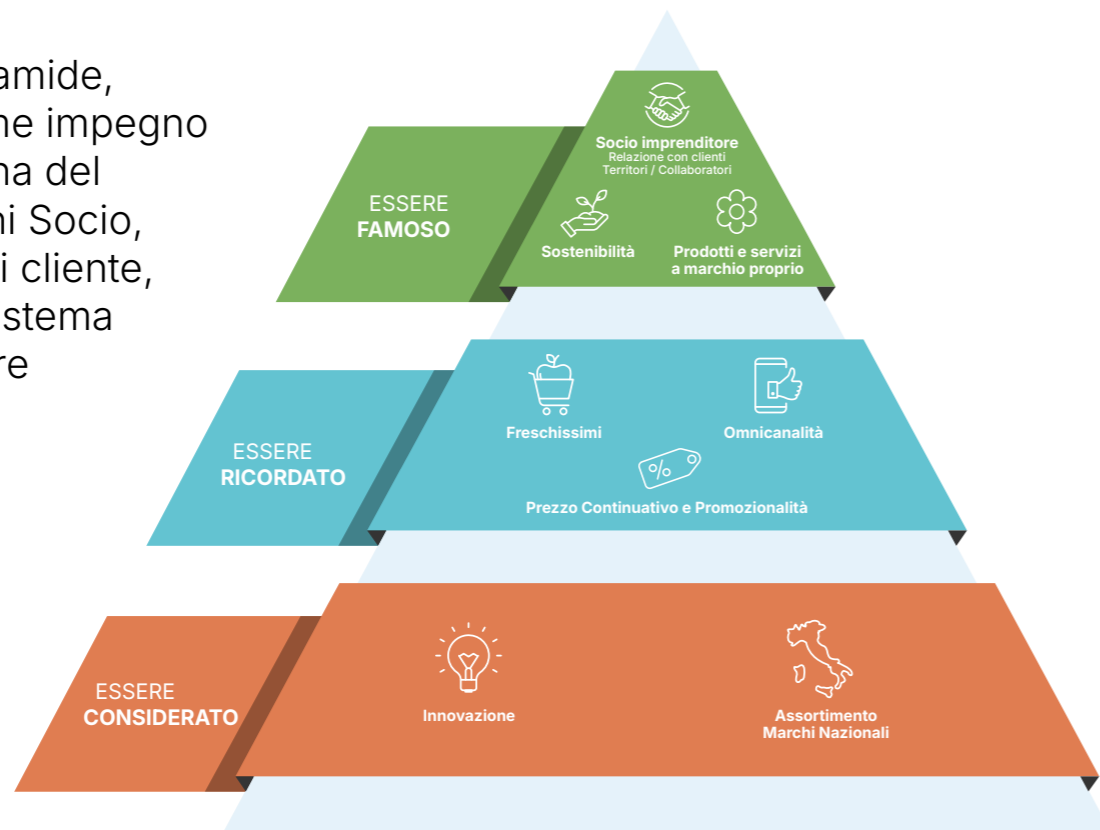 amide,
ne impegno
na del
ni Socio,
i cliente,
istema
re
ESSERE
FAMOSO
Socio imprenditore
Relazione con clienti
Territori / Collaboratori
Sostenibilità
Prodotti e servizi
a marchio proprio
ESSERE
RICORDATO
Freschissimi
Omnicanalità
Prezzo Continuativo e Promozionalità
ESSERE
CONSIDERATO
Innovazione
Assortimento
Marchi Nazionali